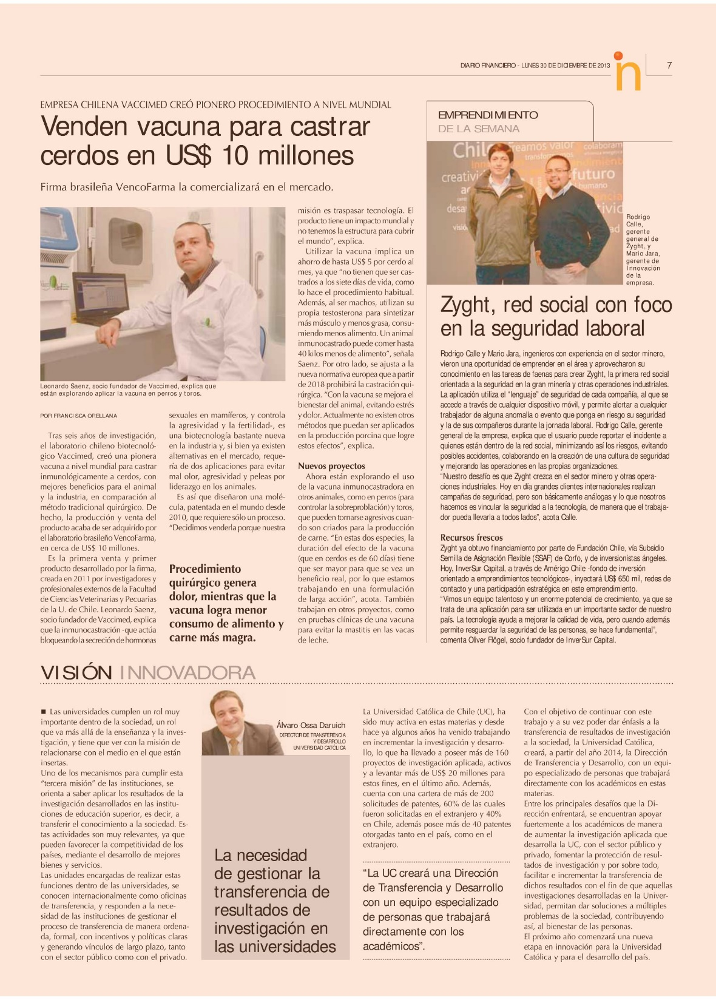 DIARIO FINANCIERO - LUNES 30 DE DICIEMBRE DE 2013
in
7
EMPRESA CHILENA VACCIMED CREÓ PIONERO PROCEDIMIENTO A NIVEL MUNDIAL
Venden vacuna para castrar
cerdos en US$ 10 millones
Firma brasileña VencoFarma la comercializará en el mercado.
Leonardo Saenz, socio fundador de Vaccimed, explica que
están explorando aplicar la vacuna en perros y toros.
POR FRANCISCA ORELLANA
Tras seis años de investigación,
el laboratorio chileno biotecnoló-
gico Vaccimed, creó una pionera
vacuna a nivel mundial para castrar
inmunológicamente a cerdos, con
mejores beneficios para el animal
y la industria, en comparación al
método tradicional quirúrgico. De
hecho, la producción y venta del
producto acaba de ser adquirido por
el laboratorio brasileño VencoFarma,
en cerca de US$ 10 millones.
Es la primera venta y primer
producto desarrollado por la firma,
creada en 2011 por investigadores y
profesionales externos de la Facultad
de Ciencias Veterinarias y Pecuarias
de la U. de Chile. Leonardo Saenz,
socio fundador de Vaccimed, explica
que la inmunocastración -que actúa
bloqueando la secreción de hormonas
sexuales en mamíferos, y controla
la agresividad y la fertilidad-, es
una biotecnología bastante nueva
en la industria y, si bien ya existen
alternativas en el mercado, reque-
ría de dos aplicaciones para evitar
mal olor, agresividad y peleas por
liderazgo en los animales.
Es así que diseñaron una molé-
cula, patentada en el mundo desde
2010, que requiere sólo un proceso.
“Decidimos venderla porque nuestra
Procedimiento
quirúrgico genera
dolor, mientras que la
vacuna logra menor
consumo de alimento y
carne más magra.
misión es traspasar tecnología. El
producto tiene un impacto mundial y
no tenemos la estructura para cubrir
el mundo”, explica.
Utilizar la vacuna implica un
ahorro de hasta US$ 5 por cerdo al
mes, ya que “no tienen que ser cas-
trados a los siete días de vida, como
lo hace el procedimiento habitual.
Además, al ser machos, utilizan su
propia testosterona para sintetizar
más músculo y menos grasa, consu-
miendo menos alimento. Un animal
inmunocastrado puede comer hasta
40 kilos menos de alimento”, señala
Saenz. Por otro lado, se ajusta a la
nueva normativa europea que a partir
de 2018 prohibirá la castración qui-
rúrgica. “Con la vacuna se mejora el
bienestar del animal, evitando estrés
y dolor. Actualmente no existen otros
métodos que puedan ser aplicados
en la producción porcina que logre
estos efectos”, explica.
Nuevos proyectos
Ahora están explorando el uso
de la vacuna inmunocastradora en
otros animales, como en perros (para
controlar la sobreproblación) y toros,
que pueden tornarse agresivos cuan-
do son criados para la producción
de carne. “En estas dos especies, la
duración del efecto de la vacuna
(que en cerdos es de 60 días) tiene
que ser mayor para que se vea un
beneficio real, por lo que estamos
trabajando en una formulación
de larga acción”, acota. También
trabajan en otros proyectos, como
en pruebas clínicas de una vacuna
para evitar la mastitis en las vacas
de leche.
EMPRENDIMIENTO
DE LA SEMANA
Chil
creamos valor
colaboram
creativi
futuro
humano
desa
visió
Rodrigo
Calle,
gerente
general de
Zyght, y
Mario Jara,
gerente de
Innovación
de la
empresa.
Zyght, red social con foco
en la seguridad laboral
Rodrigo Calle y Mario Jara, ingenieros con experiencia en el sector minero,
vieron una oportunidad de emprender en el área y aprovecharon su
conocimiento en las tareas de faenas para crear Zyght, la primera red social
orientada a la seguridad en la gran minería y otras operaciones industriales.
La aplicación utiliza el “lenguaje” de seguridad de cada compañía, al que se
accede a través de cualquier dispositivo móvil, y permite alertar a cualquier
trabajador de alguna anomalía o evento que ponga en riesgo su seguridad
y la de sus compañeros durante la jornada laboral. Rodrigo Calle, gerente
general de la empresa, explica que el usuario puede reportar el incidente a
quienes están dentro de la red social, minimizando así los riesgos, evitando
posibles accidentes, colaborando en la creación de una cultura de seguridad
y mejorando las operaciones en las propias organizaciones.
“Nuestro desafío es que Zyght crezca en el sector minero y otras opera-
ciones industriales. Hoy en día grandes clientes internacionales realizan
campañas de seguridad, pero son básicamente análogas y lo que nosotros
hacemos es vincular la seguridad a la tecnología, de manera que el trabaja-
dor pueda llevarla a todos lados”, acota Calle.
Recursos frescos
Zyght ya obtuvo financiamiento por parte de Fundación Chile, vía Subsidio
Semilla de Asignación Flexible (SSAF) de Corfo, y de inversionistas ángeles.
Hoy, InverSur Capital, a través de Amérigo Chile -fondo de inversión
orientado a emprendimientos tecnológicos-, inyectará US$ 650 mil, redes de
contacto y una participación estratégica en este emprendimiento.
“Vimos un equipo talentoso y un enorme potencial de crecimiento, ya que se
trata de una aplicación para ser utilizada en un importante sector de nuestro
país. La tecnología ayuda a mejorar la calidad de vida, pero cuando además
permite resguardar la seguridad de las personas, se hace fundamental”,
comenta Oliver Flögel, socio fundador de InverSur Capital.
VISIÓN INNOVADORA
■ Las universidades cumplen un rol muy
importante dentro de la sociedad, un rol
que va más allá de la enseñanza y la inves-
tigación, y tiene que ver con la misión de
relacionarse con el medio en el que están
insertas.
Uno de los mecanismos para cumplir esta
“tercera misión” de las instituciones, se
orienta a saber aplicar los resultados de la
investigación desarrollados en las institu-
ciones de educación superior, es decir, a
transferir el conocimiento a la sociedad. Es-
tas actividades son muy relevantes, ya que
pueden favorecer la competitividad de los
países, mediante el desarrollo de mejores
bienes y servicios.
Las unidades encargadas de realizar estas
funciones dentro de las universidades, se
conocen internacionalmente como oficinas
de transferencia, y responden a la nece-
sidad de las instituciones de gestionar el
proceso de transferencia de manera ordena-
da, formal, con incentivos y políticas claras
y generando vínculos de largo plazo, tanto
con el sector público como con el privado.
Álvaro Ossa Daruich
DIRECTOR DE TRANSFERENCIA
Y DESARROLLO
UNIVERSIDAD CATÓLICA
La necesidad
de gestionar la
transferencia de
resultados de
investigación en
las universidades
La Universidad Católica de Chile (UC), ha
sido muy activa en estas materias y desde
hace ya algunos años ha venido trabajando
en incrementar la investigación y desarro-
llo, lo que ha llevado a poseer más de 160
proyectos de investigación aplicada, activos
y a levantar más de US$ 20 millones para
estos fines, en el último año. Además,
cuenta con una cartera de más de 200
solicitudes de patentes, 60% de las cuales
fueron solicitadas en el extranjero y 40%
en Chile, además posee más de 40 patentes
otorgadas tanto en el país, como en el
extranjero.
“La UC creará una Dirección
de Transferencia y Desarrollo
con un equipo especializado
de personas que trabajará
directamente con los
académicos”.
Con el objetivo de continuar con este
trabajo y a su vez poder dar énfasis a la
transferencia de resultados de investigación
a la sociedad, la Universidad Católica,
creará, a partir del año 2014, la Dirección
de Transferencia y Desarrollo, con un equi-
po especializado de personas que trabajará
directamente con los académicos en estas
materias.
Entre los principales desafíos que la Di-
rección enfrentará, se encuentran apoyar
fuertemente a los académicos de manera
de aumentar la investigación aplicada que
desarrolla la UC, con el sector público y
privado, fomentar la protección de resul-
tados de investigación y por sobre todo,
facilitar e incrementar la transferencia de
dichos resultados con el fin de que aquellas
investigaciones desarrolladas en la Univer-
sidad, permitan dar soluciones a múltiples
problemas de la sociedad, contribuyendo
así, al bienestar de las personas.
El próximo año comenzará una nueva
etapa en innovación para la Universidad
Católica y para el desarrollo del país.